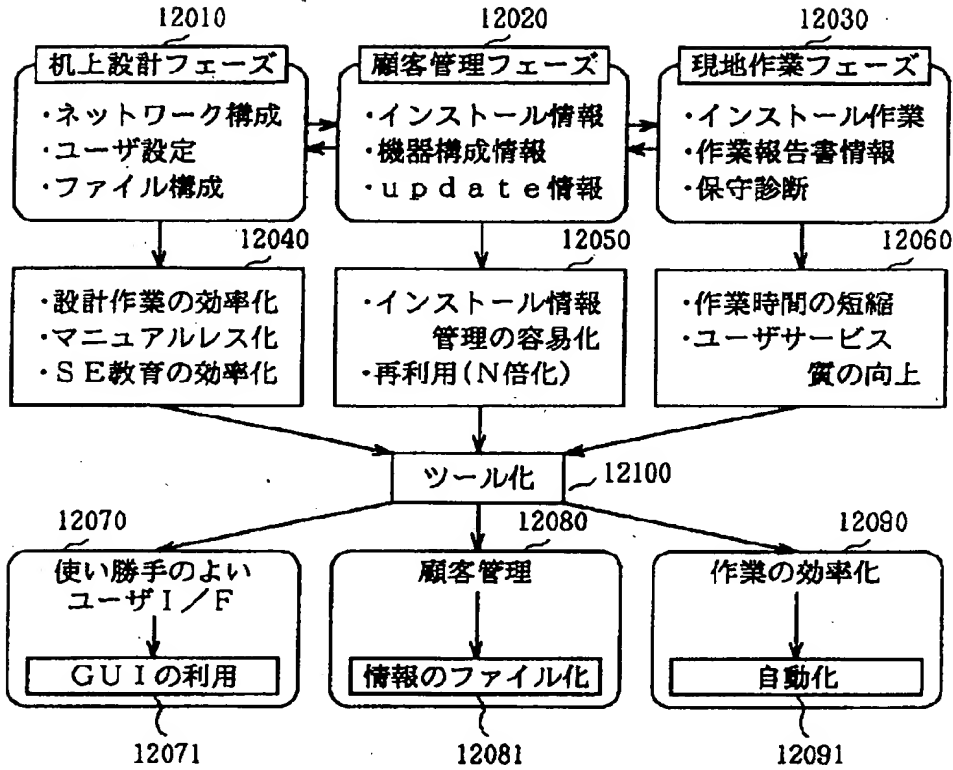 12010
12020
12030
机上設計フェーズ
・ネットワーク構成
・ユーザ設定
・ファイル構成
顧客管理フェーズ
・インストール情報
・機器構成情報
・update情報
現地作業フェーズ
・インストール作業
・作業報告書情報
・保守診断
12040
12050
12060
・設計作業の効率化
・マニュアルレス化
・SE教育の効率化
・インストール情報
管理の容易化
・再利用(N倍化)
・作業時間の短縮
・ユーザサービス
質の向上
ツール化
12100
12070
12080
12090
使い勝手のよい
ユーザI/F
GUIの利用
顧客管理
情報のファイル化
作業の効率化
自動化
12071
12081
12091